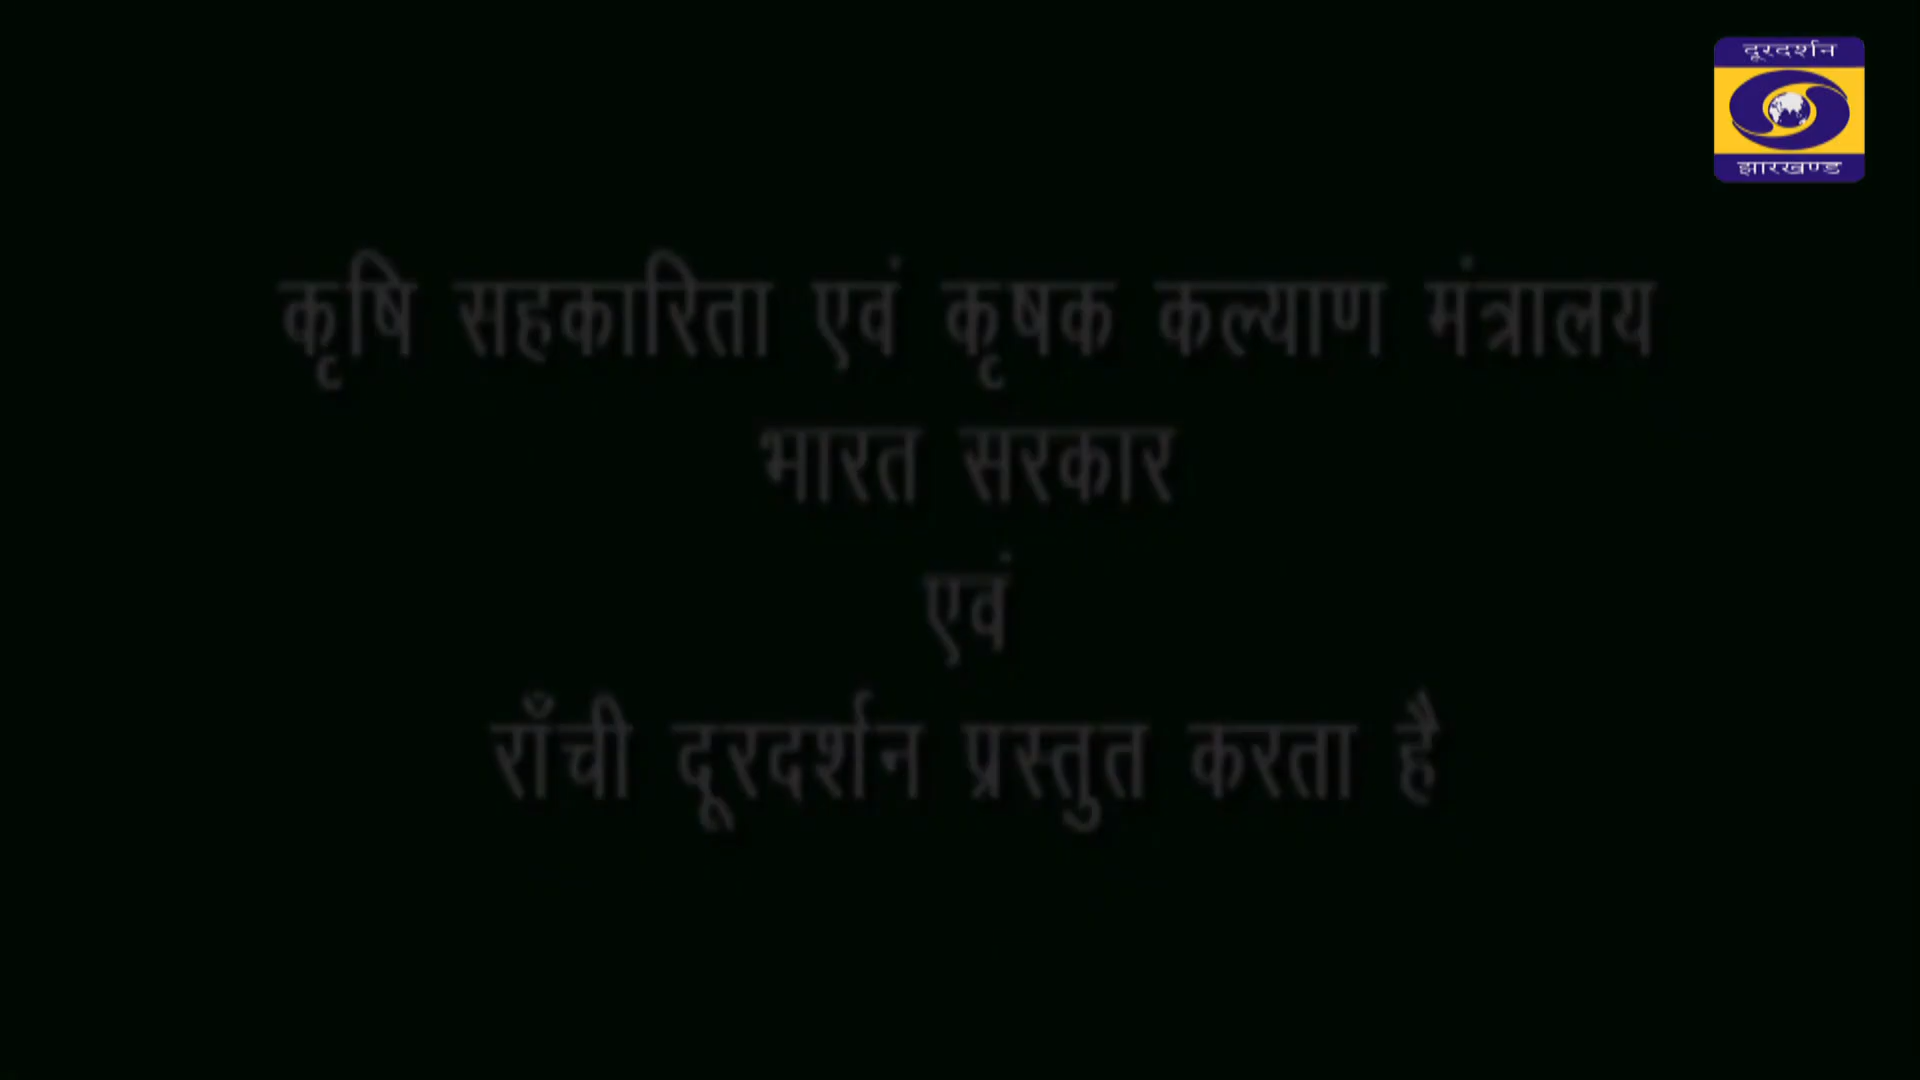 दूरदर्शन
झारखण्ड
कृषि सहकारिता एवं कृषक कल्याण मंत्रालय
भारत सरकार
एवं
राँची दूरदर्शन प्रस्तुत करता है